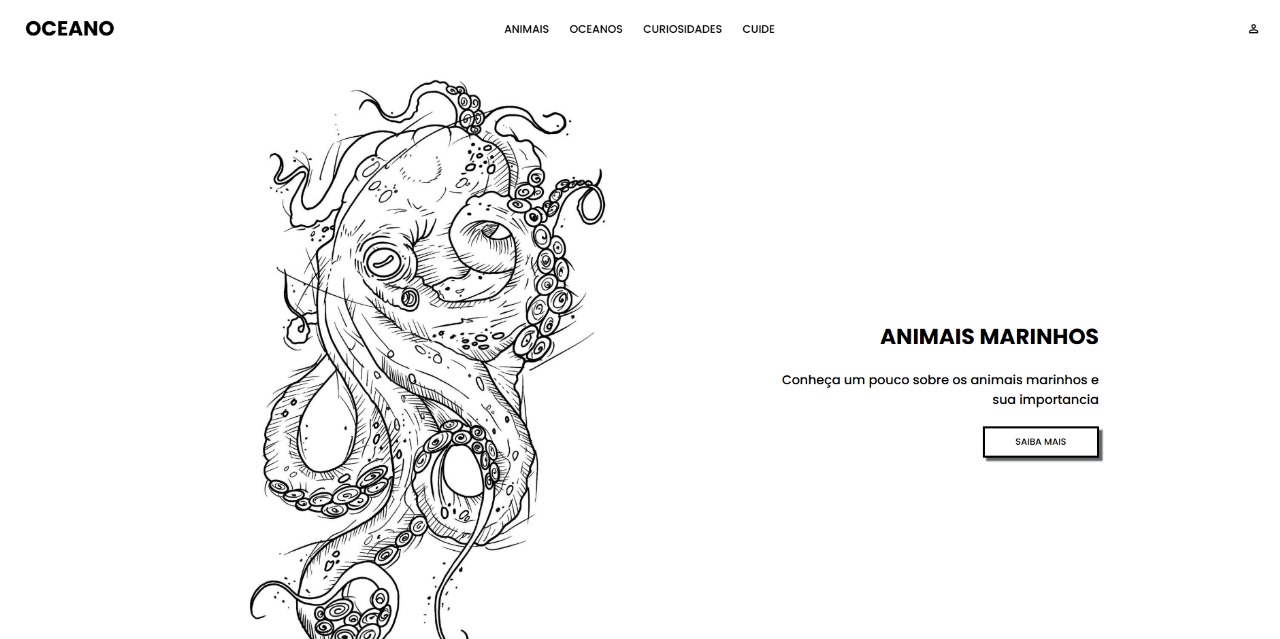 OCEANO
ANIMAIS OCEANOS CURIOSIDADES CUIDE
ANIMAIS MARINHOS
Conheça um pouco sobre os animais marinhos e
sua importancia
SAIBA MAIS